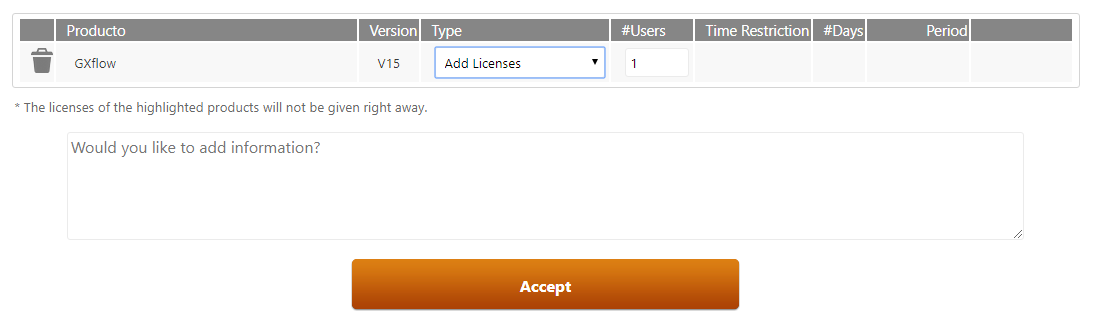 Producto Version Type #Users Time Restriction #Days Period
GXflow V15 Add Licenses 1
* The licenses of the highlighted products will not be given right away.
Would you like to add information?
Accept